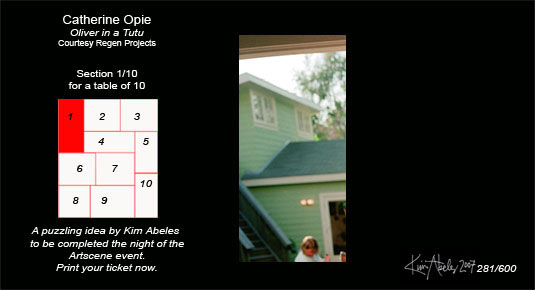 Catherine Opie
Oliver in a Tutu
Courtesy Regen Projects
Section 1/10
for a table of 10
1
2
3
4
5
6
7
10
8
9
A puzzling idea by Kim Abeles
to be completed the night of the
Artscene event.
Print your ticket now.
Kim Abeles 2007 281/600